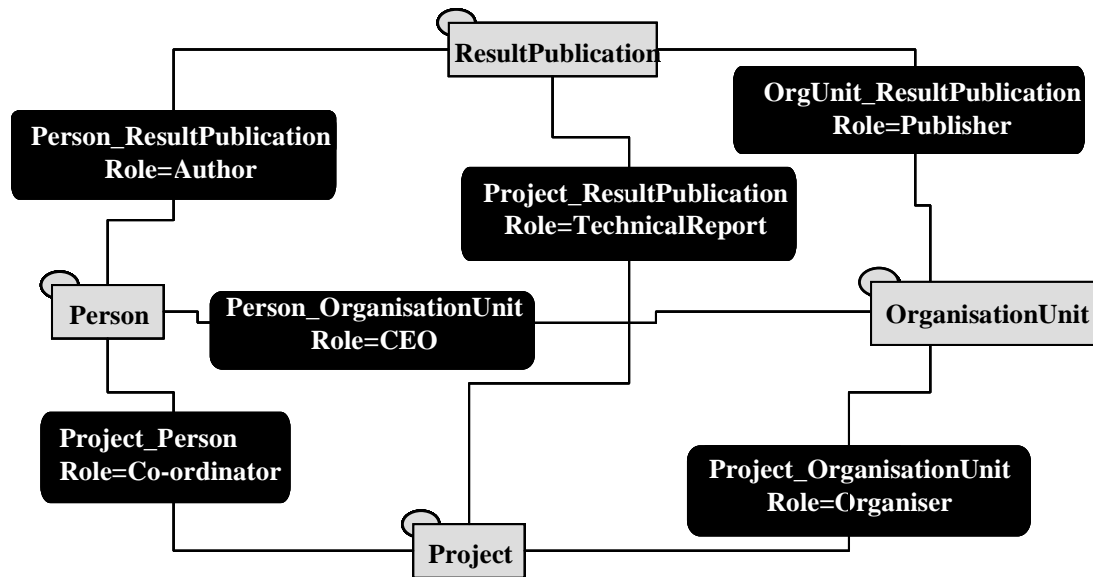 ResultPublication
OrgUnit_ResultPublication
Role=Publisher
Person_ResultPublication
Role=Author
Project_ResultPublication
Role=TechnicalReport
Person
Person_OrganisationUnit
Role=CEO
OrganisationUnit
Project_Person
Role=Co-ordinator
Project_OrganisationUnit
Role=Organiser
Project